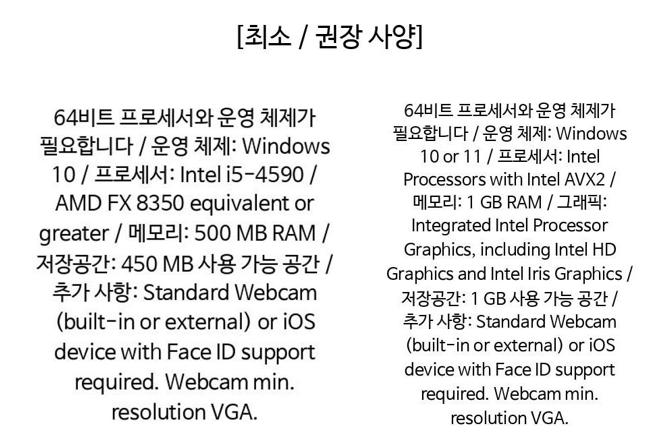 [최소 / 권장 사양]
64비트 프로세서와 운영 체제가
필요합니다 / 운영 체제: Windows
10 / 프로세서: Intel i5-4590 /
AMD FX 8350 equivalent or
greater / 메모리: 500 MB RAM /
저장공간: 450 MB 사용 가능 공간 /
추가 사항: Standard Webcam
(built-in or external) or iOS
device with Face ID support
required. Webcam min.
resolution VGA.
64비트 프로세서와 운영 체제가
필요합니다 / 운영 체제: Windows
10 or 11 / 프로세서: Intel
Processors with Intel AVX2 /
메모리: 1 GB RAM / 그래픽:
Integrated Intel Processor
Graphics, including Intel HD
Graphics and Intel Iris Graphics /
저장공간: 1 GB 사용 가능 공간 /
추가 사항: Standard Webcam
(built-in or external) or iOS
device with Face ID support
required. Webcam min.
resolution VGA.